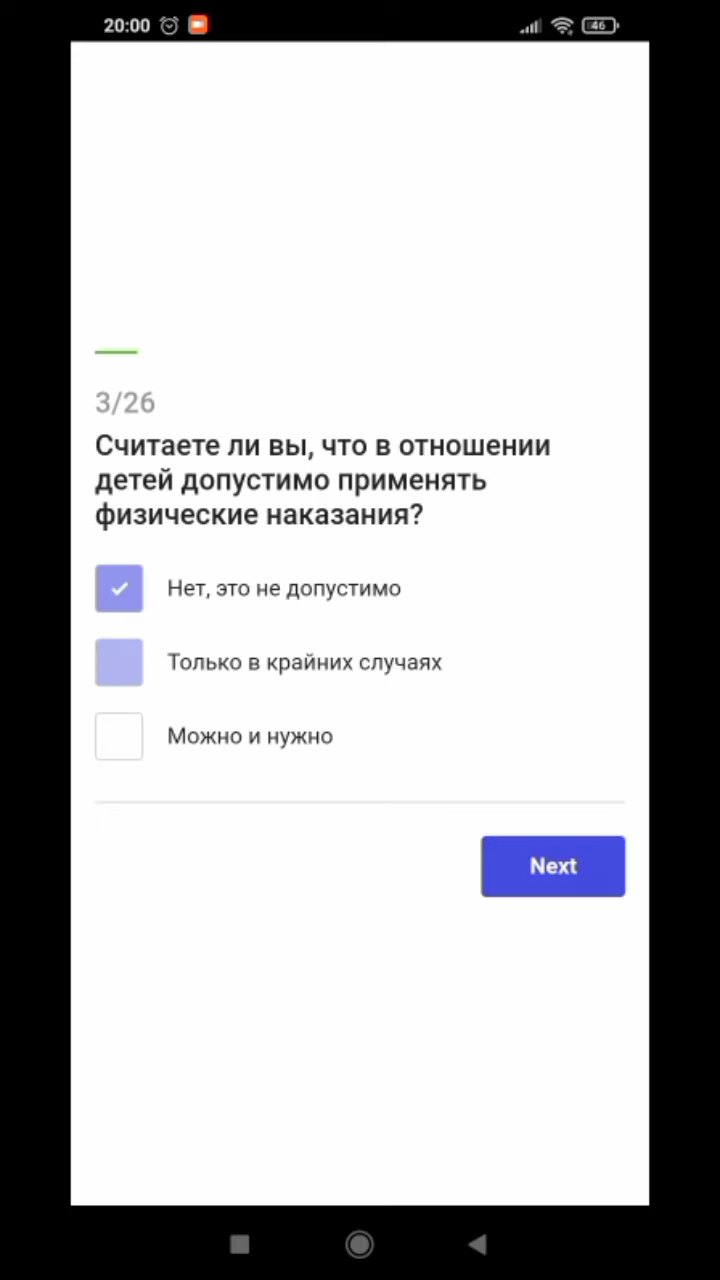 20:00
46
3/26
Считаете ли вы, что в отношении
детей допустимо применять
физические наказания?
Нет, это не допустимо
Только в крайних случаях
Можно и нужно
Next